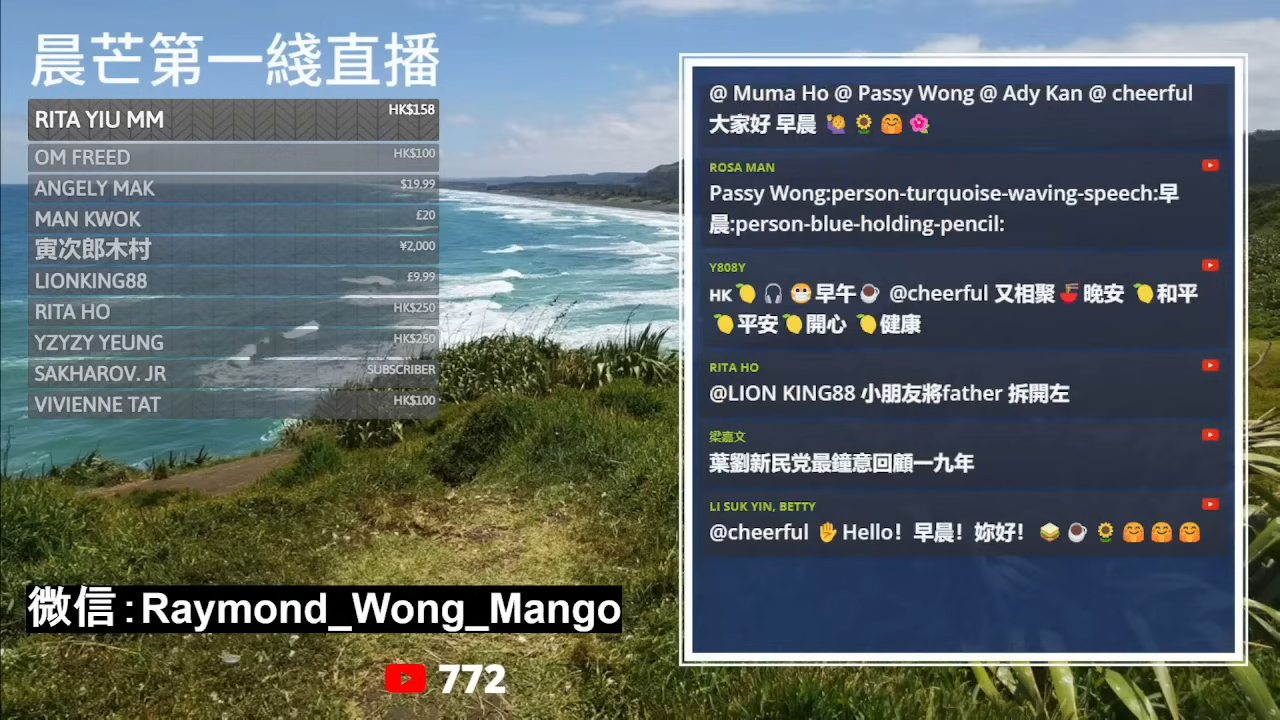 晨芒第一綫直播
RITA YIU MM HK$158
OM FREED HK$100
ANGELY MAK $19.99
MAN KWOK £20
寅次郎木村 ¥2,000
LIONKING88 £9.99
RITA HO HK$250
YZYZY YEUNG HK$250
SAKHAROV. JR SUBSCRIBER
VIVIENNE TAT HK$100
@ Muma Ho @ Passy Wong @ Ady Kan @ cheerful
大家好 早晨 🙋🌻🤗🌺
ROSA MAN
Passy Wong:person-turquoise-waving-speech:早
晨:person-blue-holding-pencil:
Y808Y
HK🍋🎧😷早午☕ @cheerful 又相聚🍜晚安 🍋和平
🍋平安🍋開心 🍋健康
RITA HO
@LION KING88 小朋友將father 拆開左
梁嘉文
葉劉新民党最鐘意回顧一九年
LI SUK YIN, BETTY
@cheerful ✋Hello！早晨！妳好！ 🥪☕🌻🤗🤗🤗
微信：Raymond_Wong_Mango
772